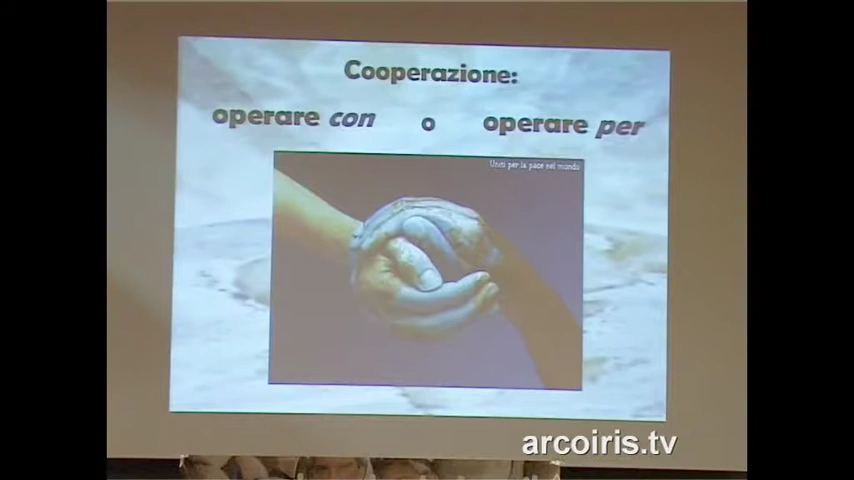 Cooperazione:
operare con o operare per
Uniti per la pace nel mondo
arcoiris.tv